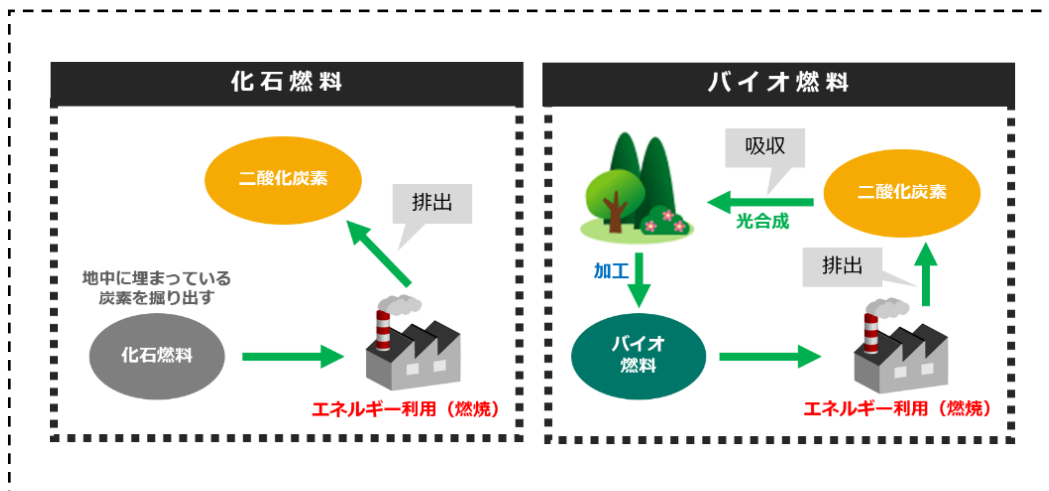 化石燃料
二酸化炭素
排出
地中に埋まっている
炭素を掘り出す
化石燃料
エネルギー利用（燃焼）
バイオ燃料
吸収
二酸化炭素
光合成
加工
排出
バイオ
燃料
エネルギー利用（燃焼）